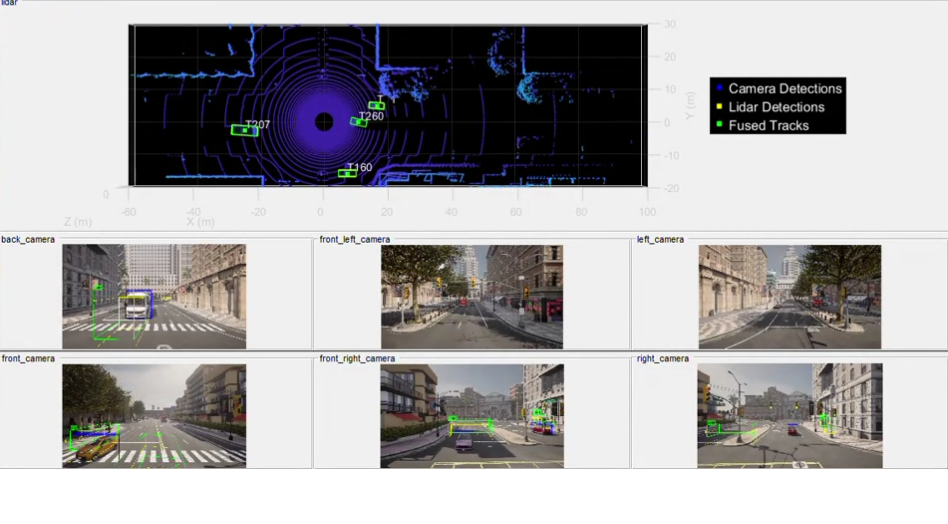 lidar
30
20
10
0
-10
-20
Y (m)
T
T260
T207
T160
Camera Detections
Lidar Detections
Fused Tracks
0
-60
-40
-20
0
20
40
60
80
100
Z (m)
X (m)
back_camera
front_left_camera
left_camera
front_camera
front_right_camera
right_camera